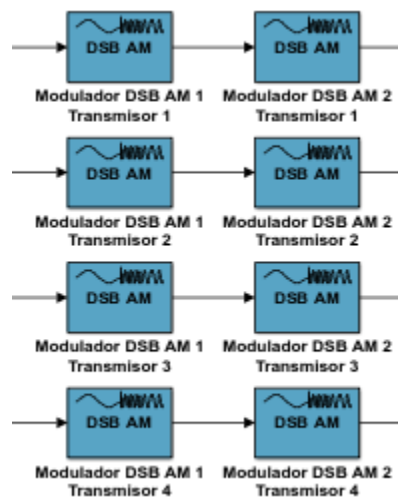 DSB AM DSB AM
Modulador DSB AM 1 Modulador DSB AM 2
Transmisor 1 Transmisor 1
DSB AM DSB AM
Modulador DSB AM 1 Modulador DSB AM 2
Transmisor 2 Transmisor 2
DSB AM DSB AM
Modulador DSB AM 1 Modulador DSB AM 2
Transmisor 3 Transmisor 3
DSB AM DSB AM
Modulador DSB AM 1 Modulador DSB AM 2
Transmisor 4 Transmisor 4